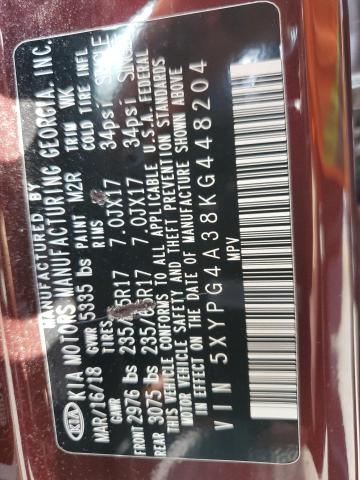 MANUFACTURED BY
KIA KIA MOTORS MANUFACTURING GEORGIA, INC.
MAR/16/18 GVWR 5335 lbs PAINT M2R TRIM WK
GAWR TIRES RIMS COLD TIRE INFL
FRONT 2976 lbs 235/ 5R17 7.0JX17 34psi SINGLE
REAR 3075 lbs 235/65R17 7.0JX17 34psi SINGLE
THIS VEHICLE CONFORMS TO ALL APPLICABLE U.S.A. FEDERAL
MOTOR VEHICLE SAFETY AND THEFT PREVENTION STANDARDS
IN EFFECT ON THE DATE OF MANUFACTURE SHOWN ABOVE
VIN 5XYPG4A38KG448204
MPV